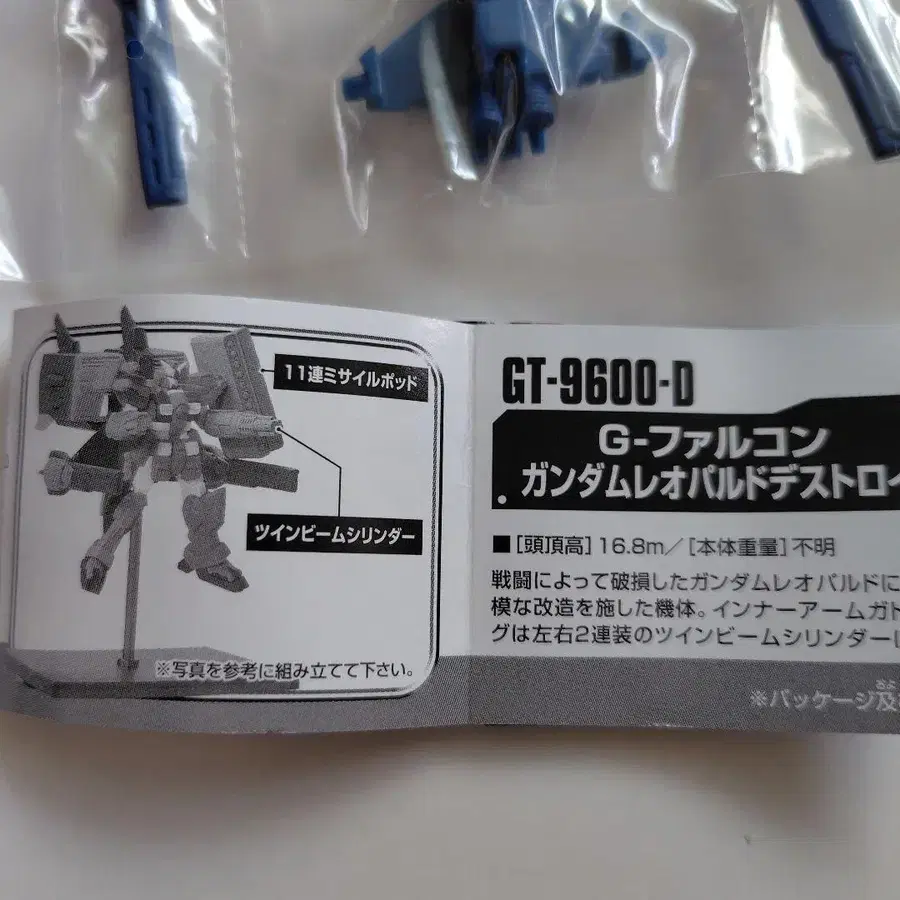 11連ミサイルポッド
ツインビームシリンダー
※写真を参考に組み立てて下さい。
GT-9600-D
G-ファルコン
ガンダムレオパルドデストロイ
■[頭頂高]16.8m/[本体重量]不明
戦闘によって破損したガンダムレオパルドに
模な改造を施した機体。インナーアームガト
グは左右2連装のツインビームシリンダーに
※パッケージ及